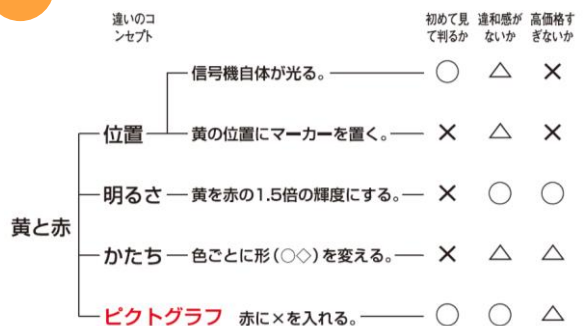 違いのコ
ンセプト
初めて見
て判るか
違和感が
ないか
高価格す
ぎないか
信号機自体が光る。 ○ △ ×
位置 黄の位置にマーカーを置く。 × △ ×
明るさ 黄を赤の1.5倍の輝度にする。 × ○ ○
黄と赤
かたち 色ごとに形(○◇)を変える。 × △ △
ピクトグラフ 赤に×を入れる。 ○ ○ △